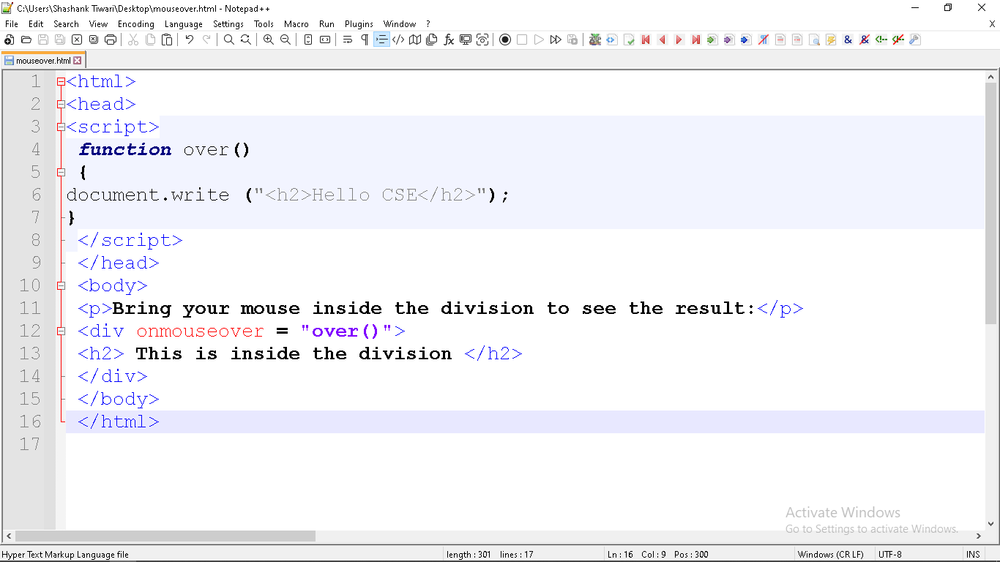 C:\Users\Shashank Tiwari\Desktop\mouseover.html - Notepad++
File Edit Search View Encoding Language Settings Tools Macro Run Plugins Window ? X
mouseover.html
1 <html>
2 <head>
3 <script>
4 function over()
5 {
6 document.write ("<h2>Hello CSE</h2>");
7 }
8 </script>
9 </head>
10 <body>
11 <p>Bring your mouse inside the division to see the result:</p>
12 <div onmouseover = "over()">
13 <h2> This is inside the division </h2>
14 </div>
15 </body>
16 </html>
17
Activate Windows
Go to Settings to activate Windows.
Hyper Text Markup Language file length : 301 lines : 17 Ln : 16 Col : 9 Pos : 300 Windows (CR LF) UTF-8 INS